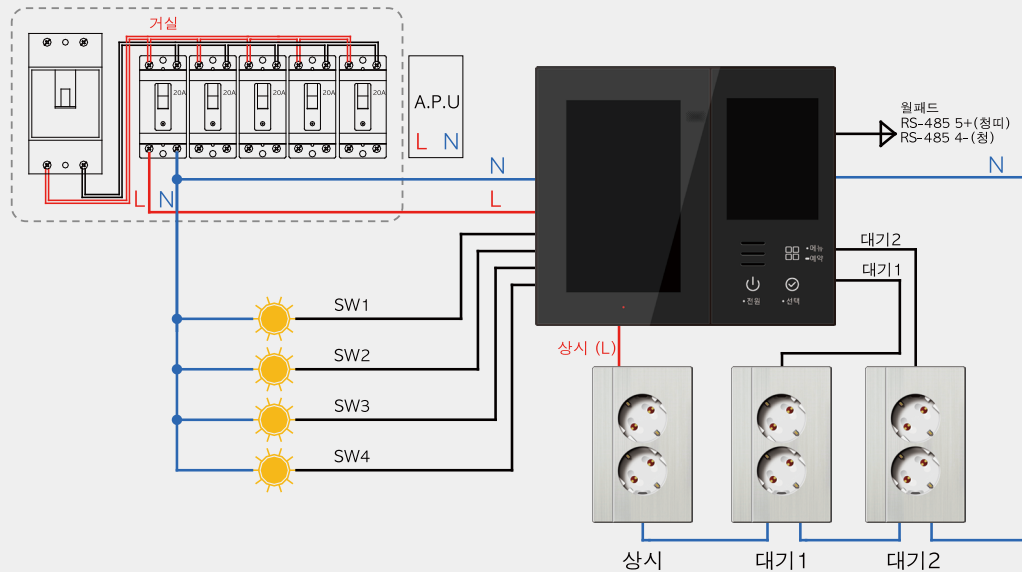 거실
20A
20A
20A
20A
20A
A.P.U
L N
L N
N
L
월패드
RS-485 5+(청띠)
RS-485 4-(청)
N
•메뉴
-예약
•전원
•선택
대기2
대기1
SW1
SW2
SW3
SW4
상시 (L)
상시
대기1
대기2